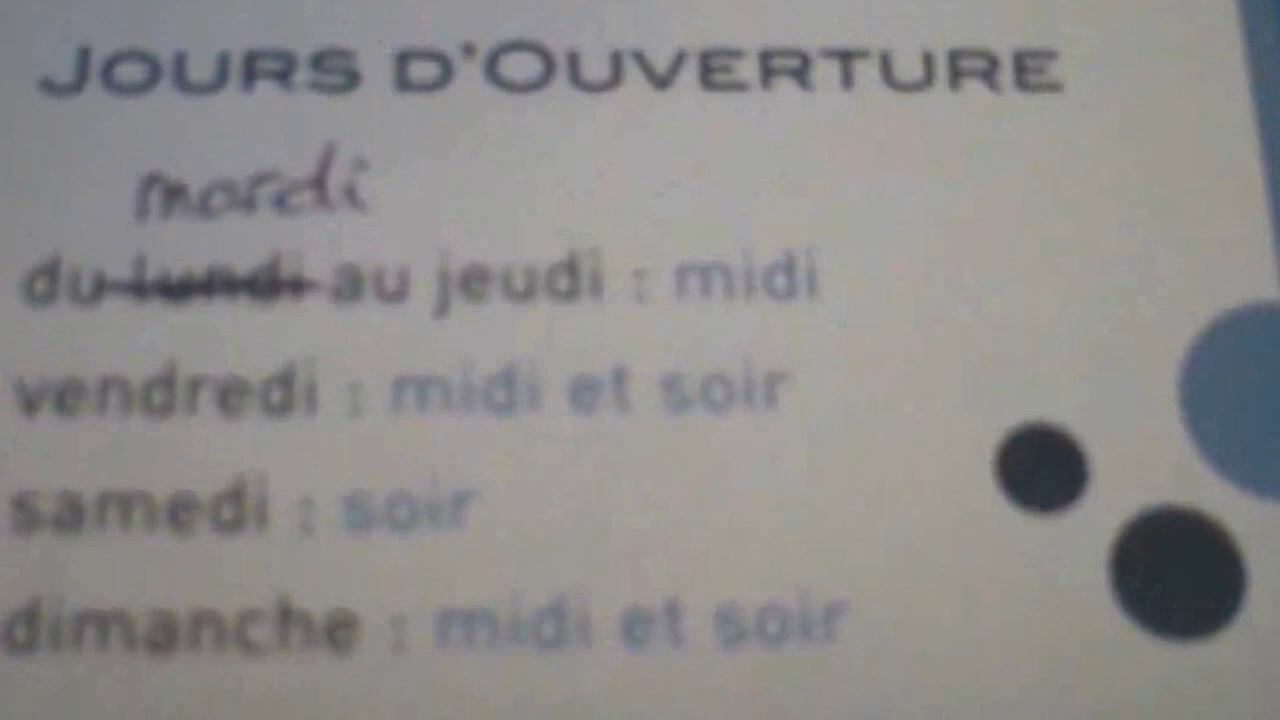 JOURS D'OUVERTURE
mardi
du lundi au jeudi : midi
vendredi : midi et soir
samedi : soir
dimanche : midi et soir